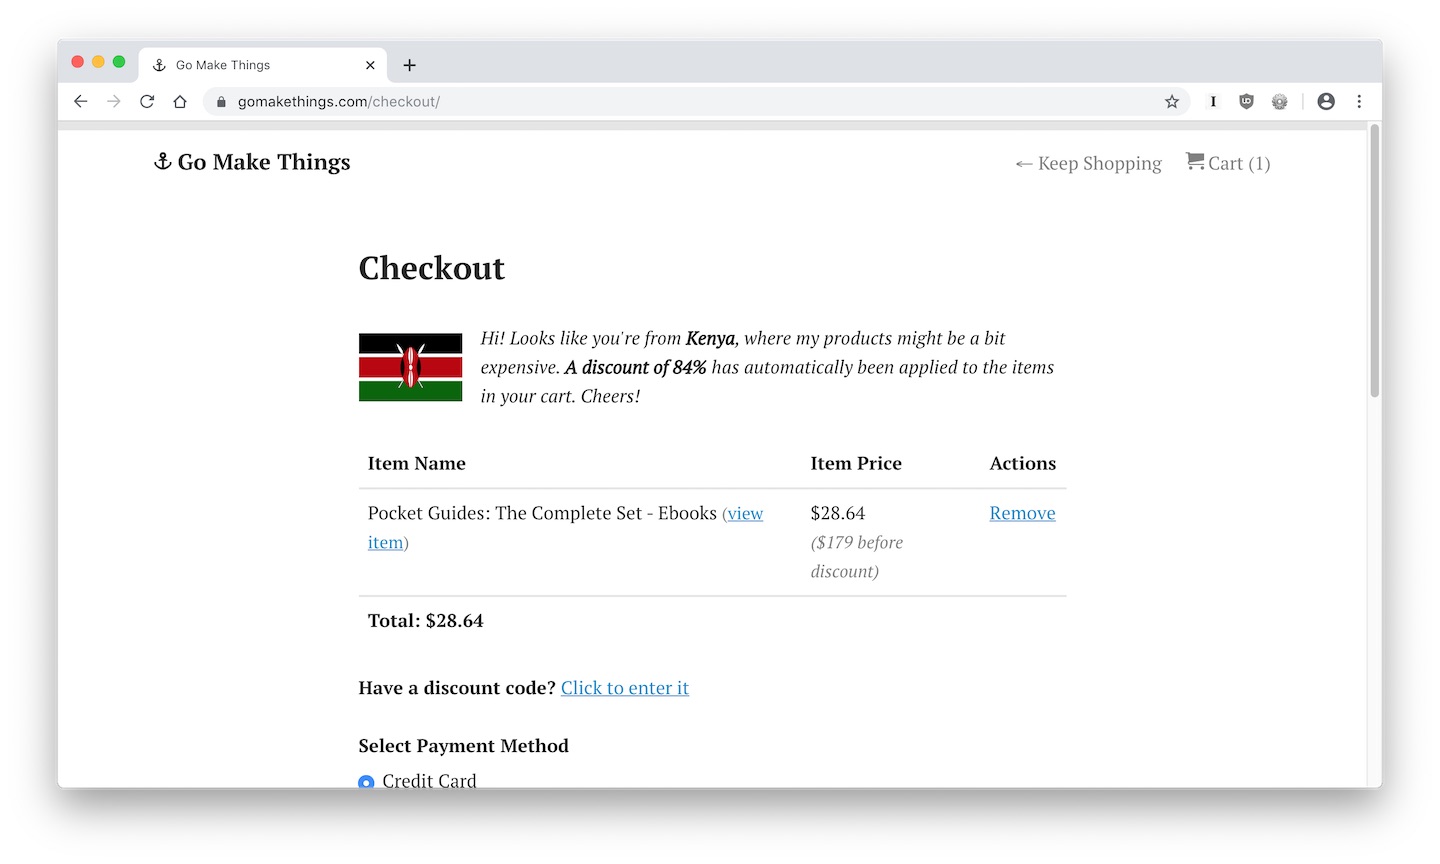 Go Make Things
gomakethings.com/checkout/
Go Make Things
← Keep Shopping
Cart (1)
Checkout
Hi! Looks like you're from Kenya, where my products might be a bit
expensive. A discount of 84% has automatically been applied to the items
in your cart. Cheers!
Item Name
Item Price
Actions
Pocket Guides: The Complete Set - Ebooks (view
item)
$28.64
($179 before
discount)
Remove
Total: $28.64
Have a discount code? Click to enter it
Select Payment Method
Credit Card